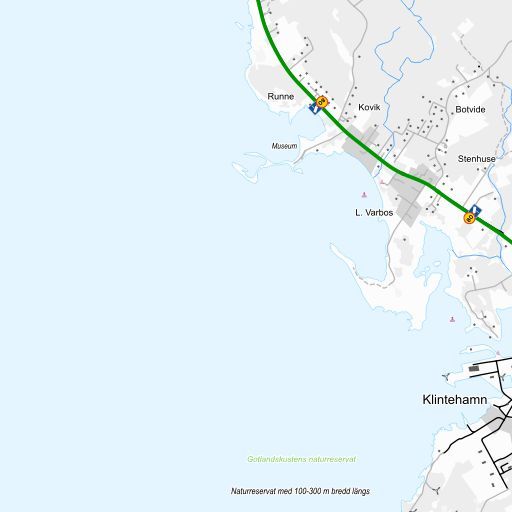 Runne
Kovik
Botvide
Museum
Stenhuse
L. Varbos
Klintehamn
Gotlandskustens naturreservat
Naturreservat med 100-300 m bredd längs